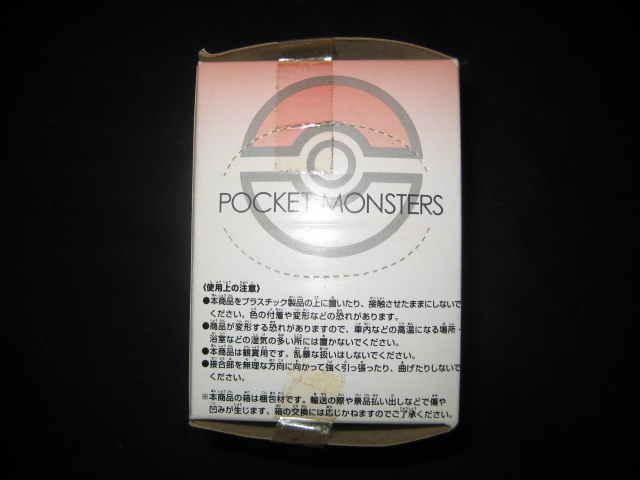 POCKET MONSTERS
《使用上の注意》
●本商品をプラスチック製品の上に置いたり、接触させたままにしないで
ください。色の付着や変形などの恐れがあります。
●商品が変形する恐れがありますので、車内などの高温になる場所・
浴室などの湿気の多い所には置かないでください。
●本商品は観賞用です。乱暴な扱いはしないでください。
●接合部を無理な方向に向かって強く引っ張ったり、曲げたりしないで
ください。
※本商品の箱は梱包材です。輸送の際や景品払い出しなどで傷や
凹みが生じます。箱の交換には応じかねますのでご了承ください。